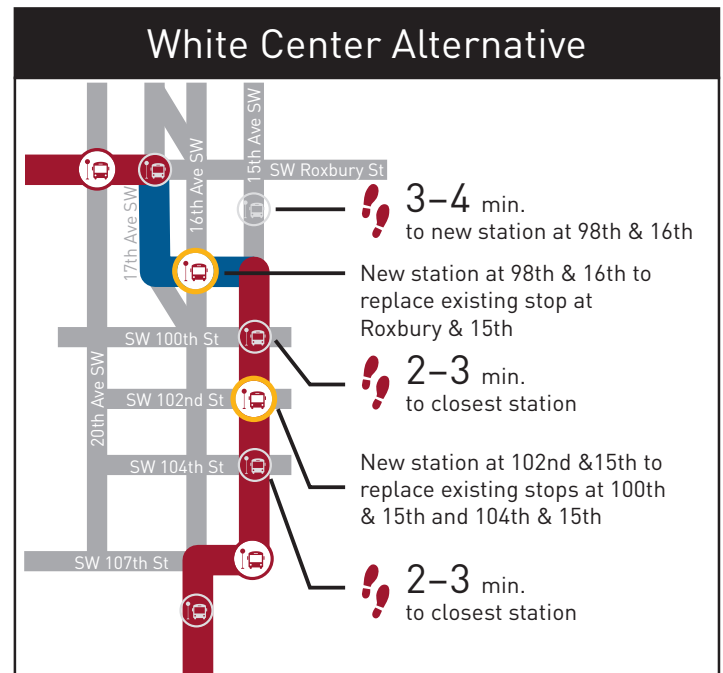 White Center Alternative
15th Ave SW
16th Ave SW
17th Ave SW
SW Roxbury St
3–4 min.
to new station at 98th & 16th
New station at 98th & 16th to
replace existing stop at
Roxbury & 15th
SW 100th St
20th Ave SW
2–3 min.
to closest station
SW 102nd St
SW 104th St
New station at 102nd &15th to
replace existing stops at 100th
& 15th and 104th & 15th
SW 107th St
2–3 min.
to closest station